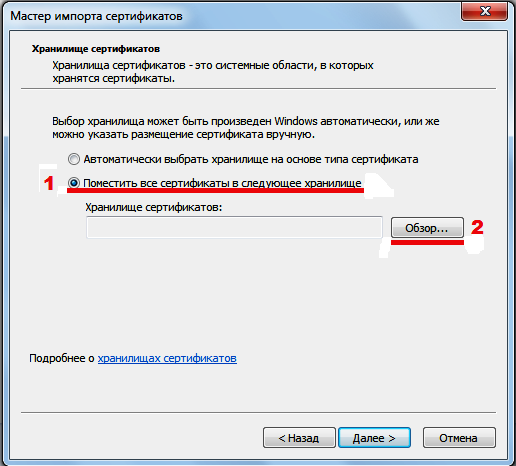 Мастер импорта сертификатов
Хранилище сертификатов
Хранилища сертификатов - это системные области, в которых
хранятся сертификаты.
Выбор хранилища может быть произведен Windows автоматически, или же
можно указать размещение сертификата вручную.
Автоматически выбрать хранилище на основе типа сертификата
1 Поместить все сертификаты в следующее хранилище
Хранилище сертификатов:
Обзор... 2
Подробнее о хранилищах сертификатов
< Назад Далее > Отмена